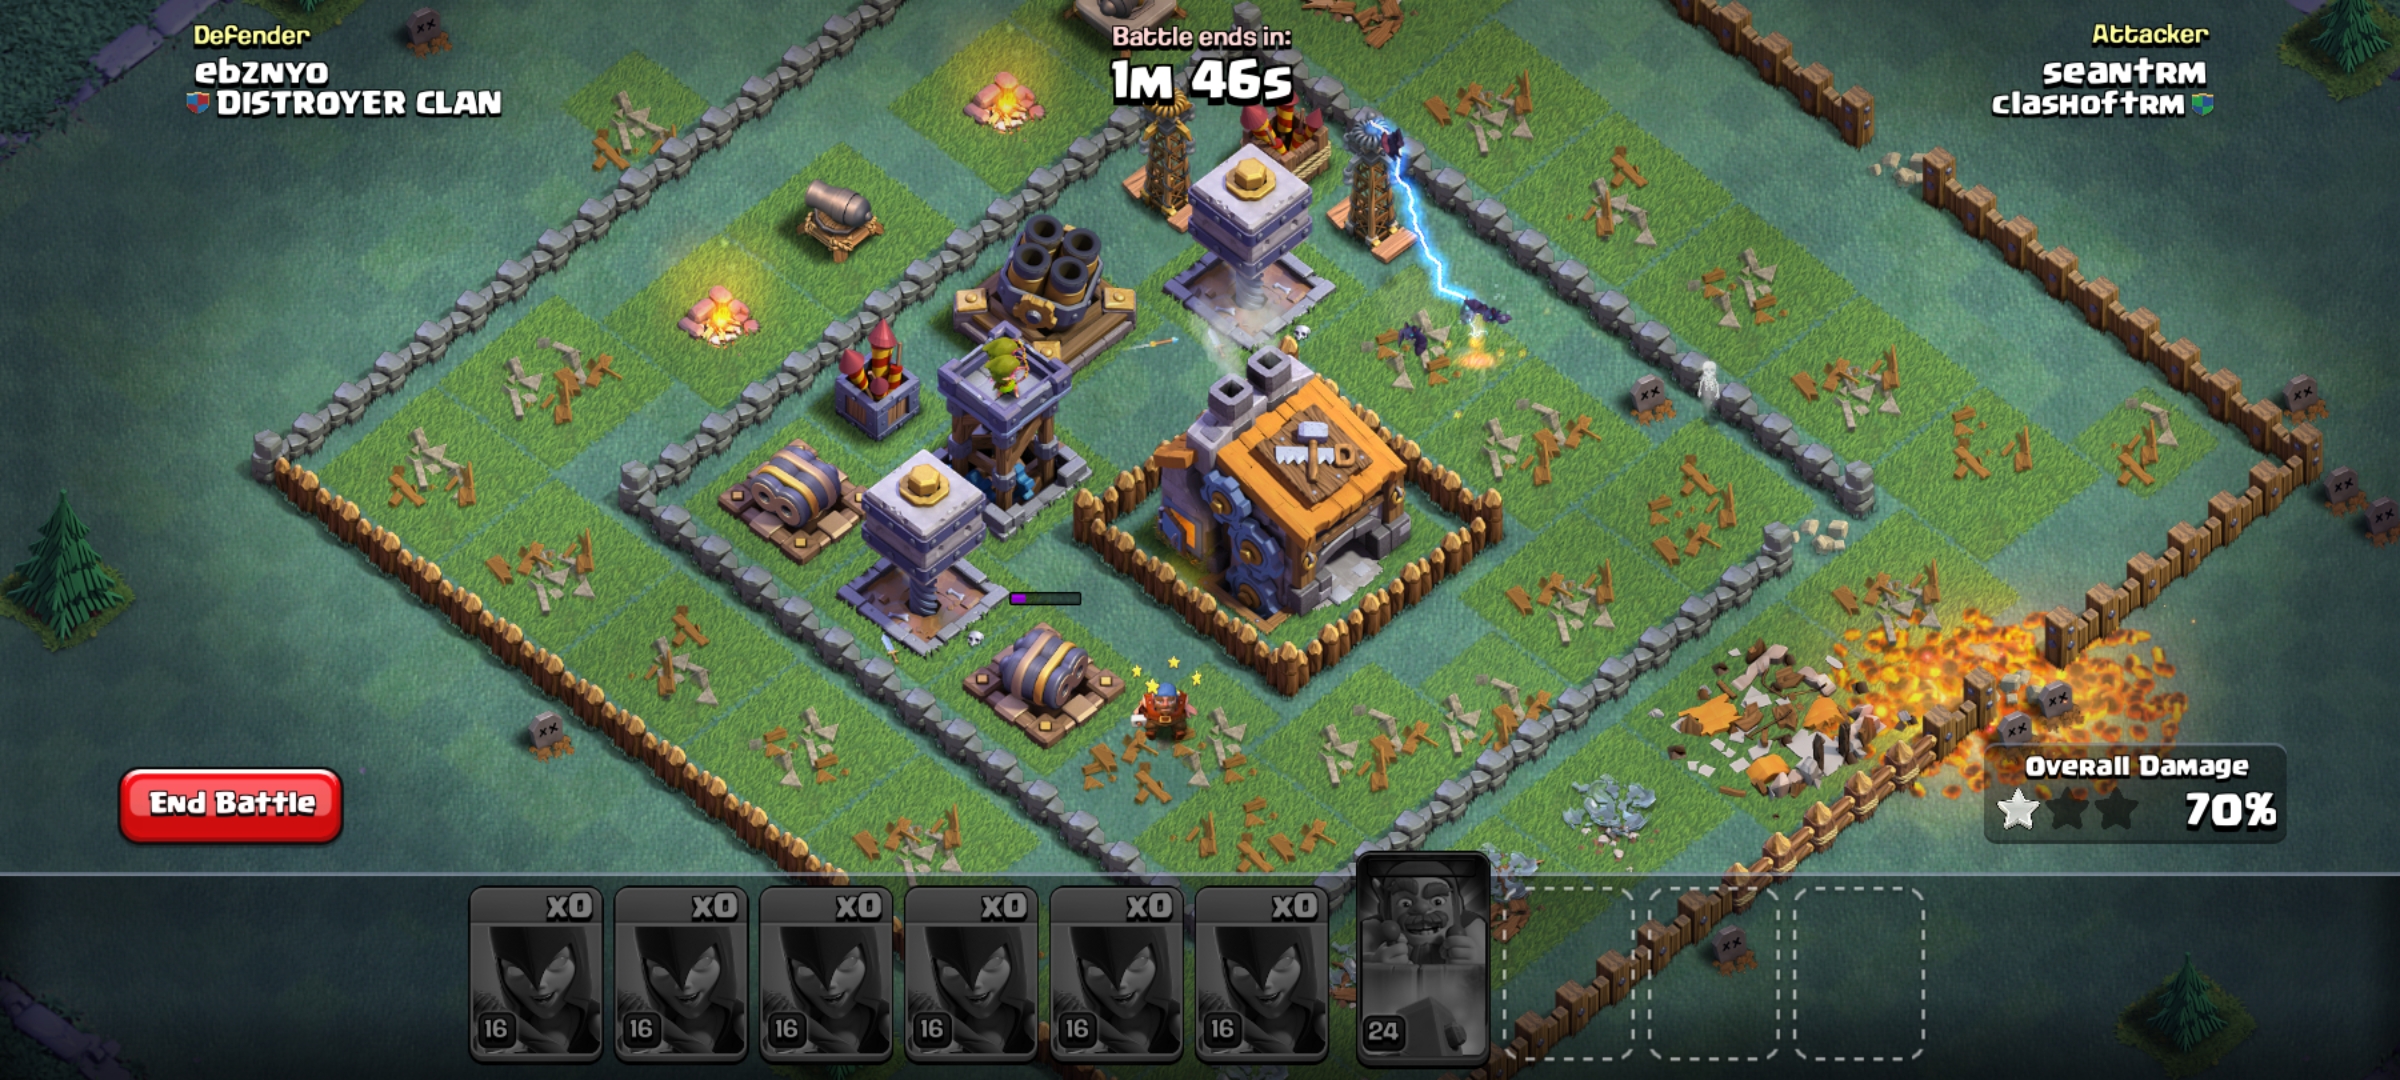 Defender
ebzNYO
DISTROYER CLAN
Battle ends in:
1M 46S
Attacker
seantRM
clashoftRM
End Battle
Overall Damage
70%
x0
x0
x0
x0
x0
x0
16
16
16
16
16
16
24